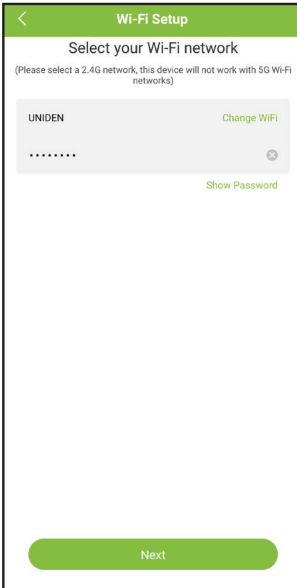 Wi-Fi Setup
Select your Wi-Fi network
(Please select a 2.4G network, this device will not work with 5G Wi-Fi
networks)
UNIDEN Change WiFi
••••••••
Show Password
Next